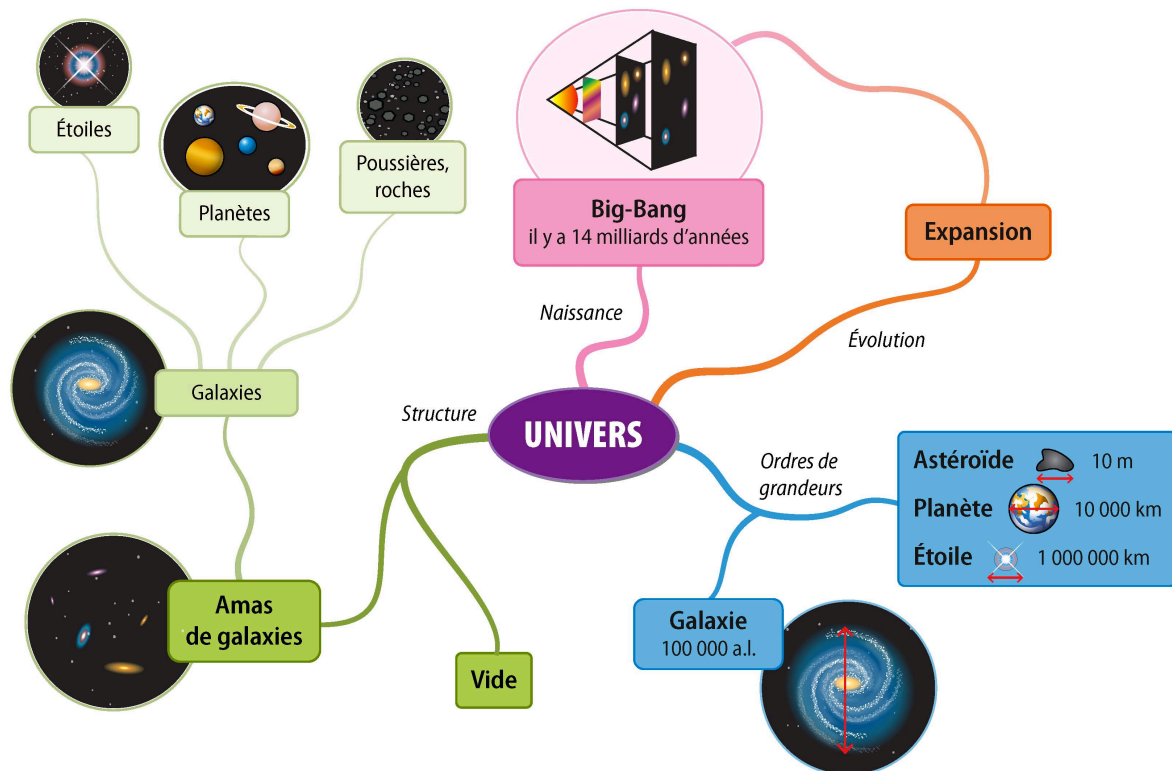 Étoiles
Planètes
Poussières,
roches
Galaxies
Amas
de galaxies
Vide
Structure
UNIVERS
Naissance
Big-Bang
il y a 14 milliards d'années
Expansion
Évolution
Ordres de
grandeurs
Astéroïde 10 m
Planète 10 000 km
Étoile 1 000 000 km
Galaxie
100 000 a.l.